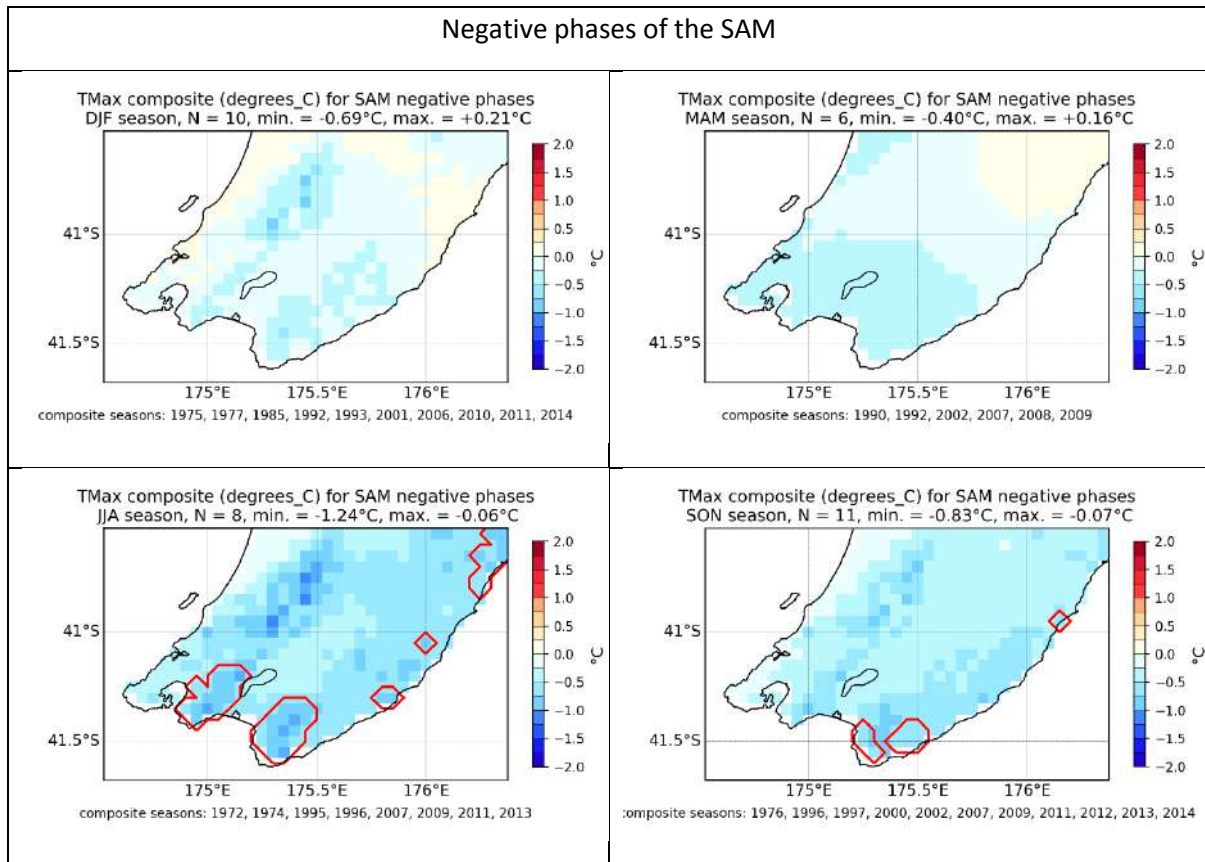 Negative phases of the SAM
TMax composite (degrees_C) for SAM negative phases
DJF season, N = 10, min. = -0.69°C, max. = +0.21°C
2.0
1.5
1.0
0.5
0.0
−0.5
−1.0
−1.5
−2.0
°C
41°S
41.5°S
175°E
175.5°E
176°E
composite seasons: 1975, 1977, 1985, 1992, 1993, 2001, 2006, 2010, 2011, 2014
TMax composite (degrees_C) for SAM negative phases
MAM season, N = 6, min. = -0.40°C, max. = +0.16°C
2.0
1.5
1.0
0.5
0.0
−0.5
−1.0
−1.5
−2.0
°C
41°S
41.5°S
175°E
175.5°E
176°E
composite seasons: 1990, 1992, 2002, 2007, 2008, 2009
TMax composite (degrees_C) for SAM negative phases
JJA season, N = 8, min. = -1.24°C, max. = -0.06°C
2.0
1.5
1.0
0.5
0.0
−0.5
−1.0
−1.5
−2.0
°C
41°S
41.5°S
175°E
175.5°E
176°E
composite seasons: 1972, 1974, 1995, 1996, 2007, 2009, 2011, 2013
TMax composite (degrees_C) for SAM negative phases
SON season, N = 11, min. = -0.83°C, max. = -0.07°C
2.0
1.5
1.0
0.5
0.0
−0.5
−1.0
−1.5
−2.0
°C
41°S
41.5°S
175°E
175.5°E
176°E
composite seasons: 1976, 1996, 1997, 2000, 2002, 2007, 2009, 2011, 2012, 2013, 2014